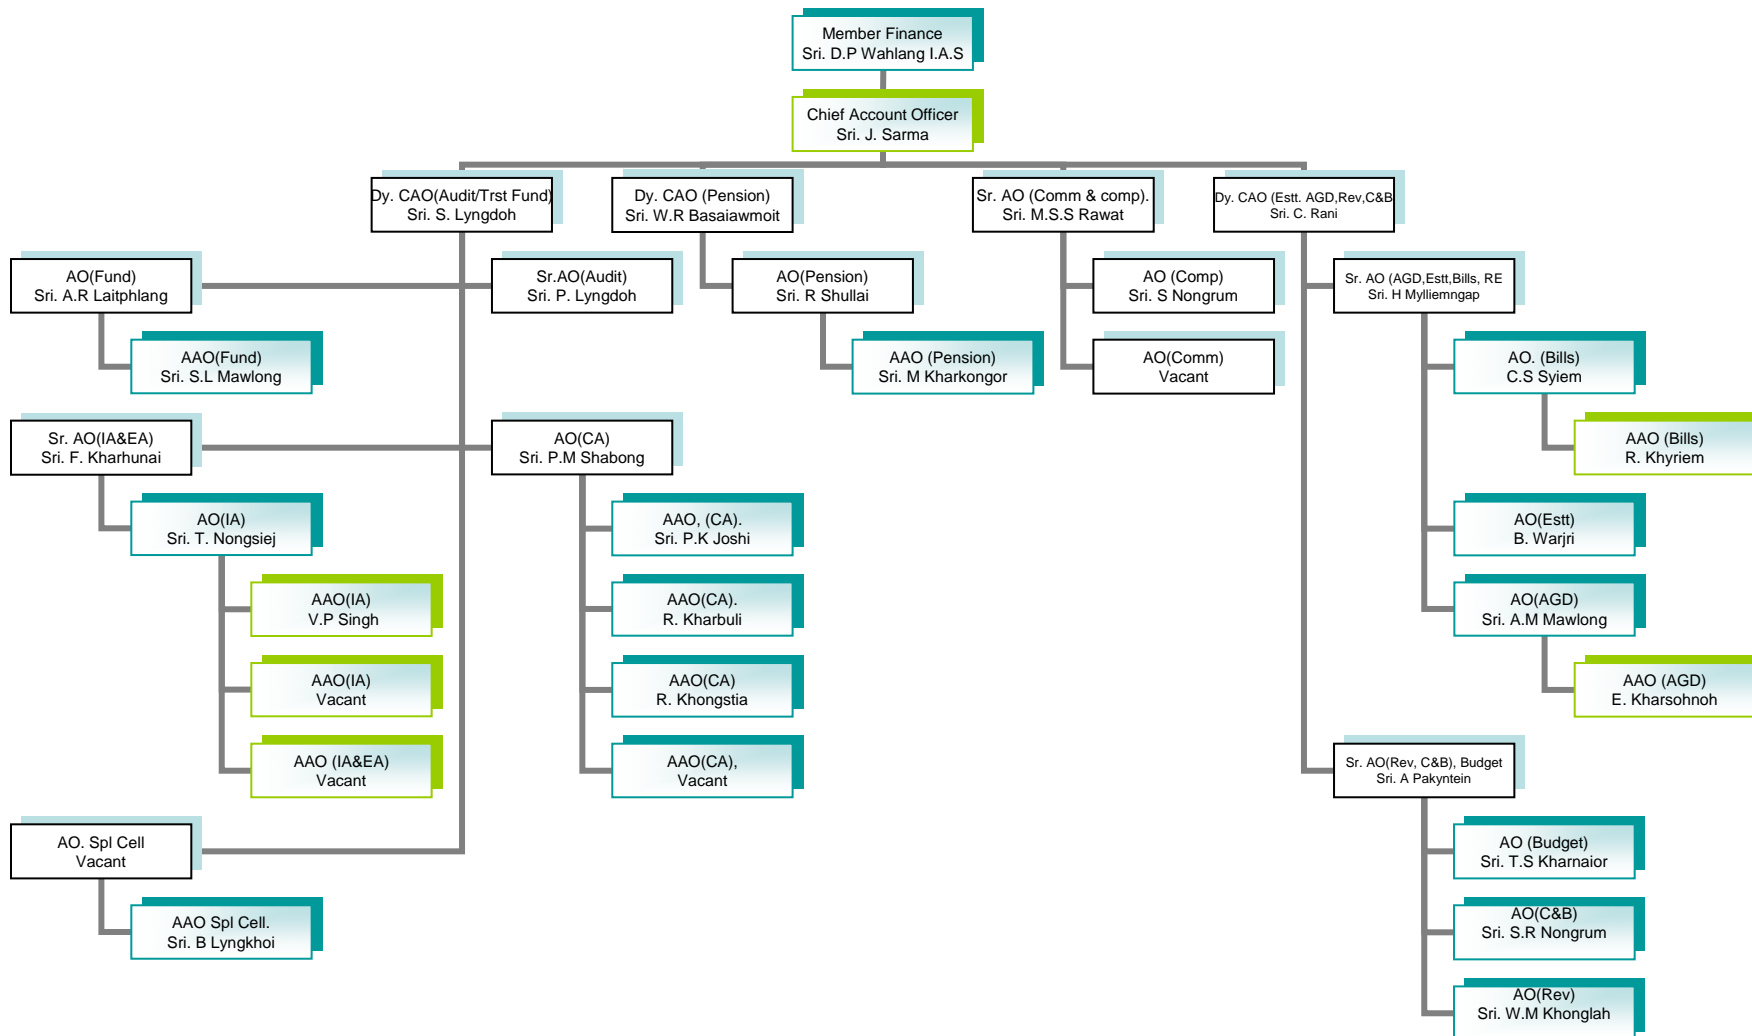 Member Finance
Sri. D.P Wahlang I.A.S
Chief Account Officer
Sri. J. Sarma
Dy. CAO(Audit/Trst Fund)
Sri. S. Lyngdoh
Dy. CAO (Pension)
Sri. W.R Basaiawmoit
Sr. AO (Comm & comp).
Sri. M.S.S Rawat
Dy. CAO (Estt. AGD,Rev,C&B
Sri. C. Rani
AO(Fund)
Sri. A.R Laitphlang
Sr.AO(Audit)
Sri. P. Lyngdoh
AO(Pension)
Sri. R Shullai
AO (Comp)
Sri. S Nongrum
Sr. AO (AGD,Estt,Bills, RE
Sri. H Mylliemngap
AAO(Fund)
Sri. S.L Mawlong
AAO (Pension)
Sri. M Kharkongor
AO(Comm)
Vacant
AO. (Bills)
C.S Syiem
Sr. AO(IA&EA)
Sri. F. Kharhunai
AO(CA)
Sri. P.M Shabong
AAO (Bills)
R. Khyriem
AO(IA)
Sri. T. Nongsiej
AAO, (CA).
Sri. P.K Joshi
AO(Estt)
B. Warjri
AAO(IA)
V.P Singh
AAO(CA).
R. Kharbuli
AO(AGD)
Sri. A.M Mawlong
AAO(IA)
Vacant
AAO(CA)
R. Khongstia
AAO (AGD)
E. Kharsohnoh
AAO (IA&EA)
Vacant
AAO(CA),
Vacant
Sr. AO(Rev, C&B), Budget
Sri. A Pakyntein
AO. Spl Cell
Vacant
AO (Budget)
Sri. T.S Kharnaior
AAO Spl Cell.
Sri. B Lyngkhoi
AO(C&B)
Sri. S.R Nongrum
AO(Rev)
Sri. W.M Khonglah